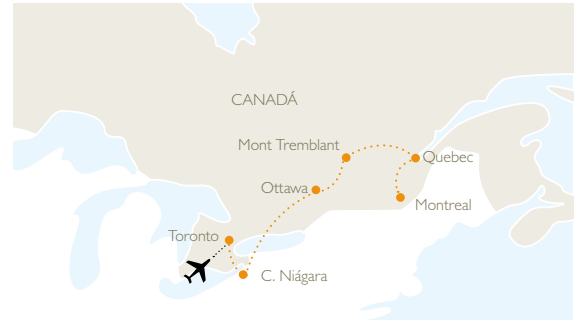 CANADÁ
Mont Tremblant
Quebec
Ottawa
Montreal
Toronto
C. Niágara